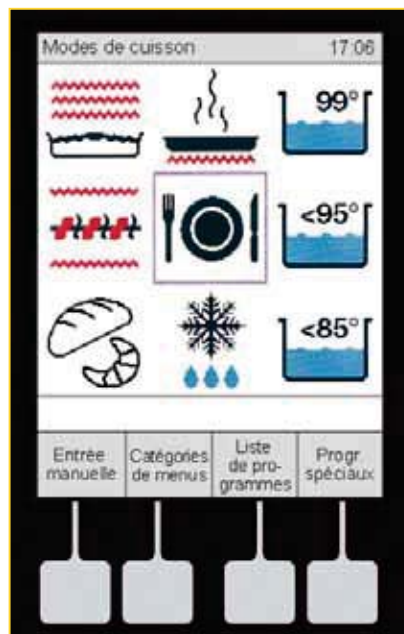 Modes de cuisson 17:06
99°
<95°
<85°
Entrée manuelle
Catégories de menus
Liste de pro-grammes
Progr spéciaux